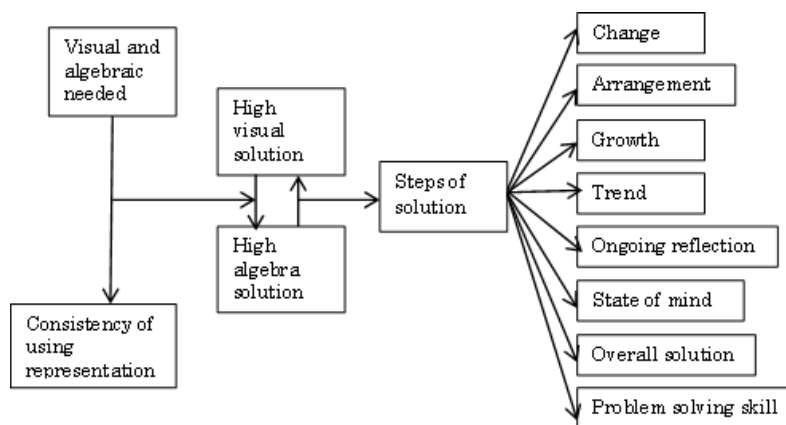 Visual and
algebraic
needed
Consistency of
using
representation
High
visual
solution
High
algebra
solution
Steps of
solution
Change
Arrangement
Growth
Trend
Ongoing reflection
State of mind
Overall solution
Problem solving skill